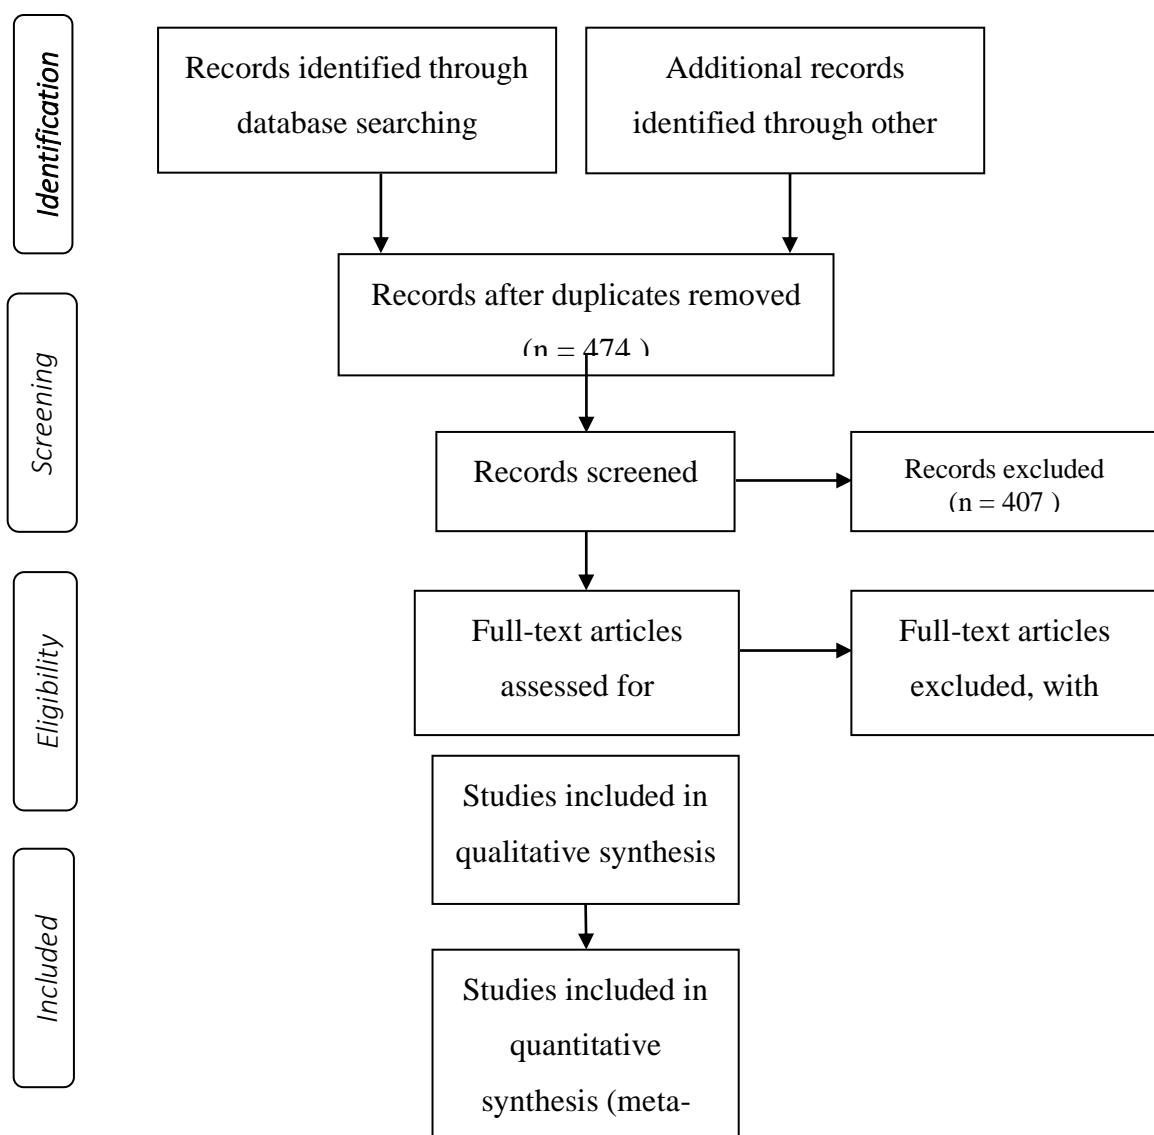 Identification
Records identified through
database searching
Additional records
identified through other
Records after duplicates removed
(n = 474 )
Screening
Records screened
Records excluded
(n = 407 )
Eligibility
Full-text articles
assessed for
Full-text articles
excluded, with
Studies included in
qualitative synthesis
Included
Studies included in
quantitative
synthesis (meta-